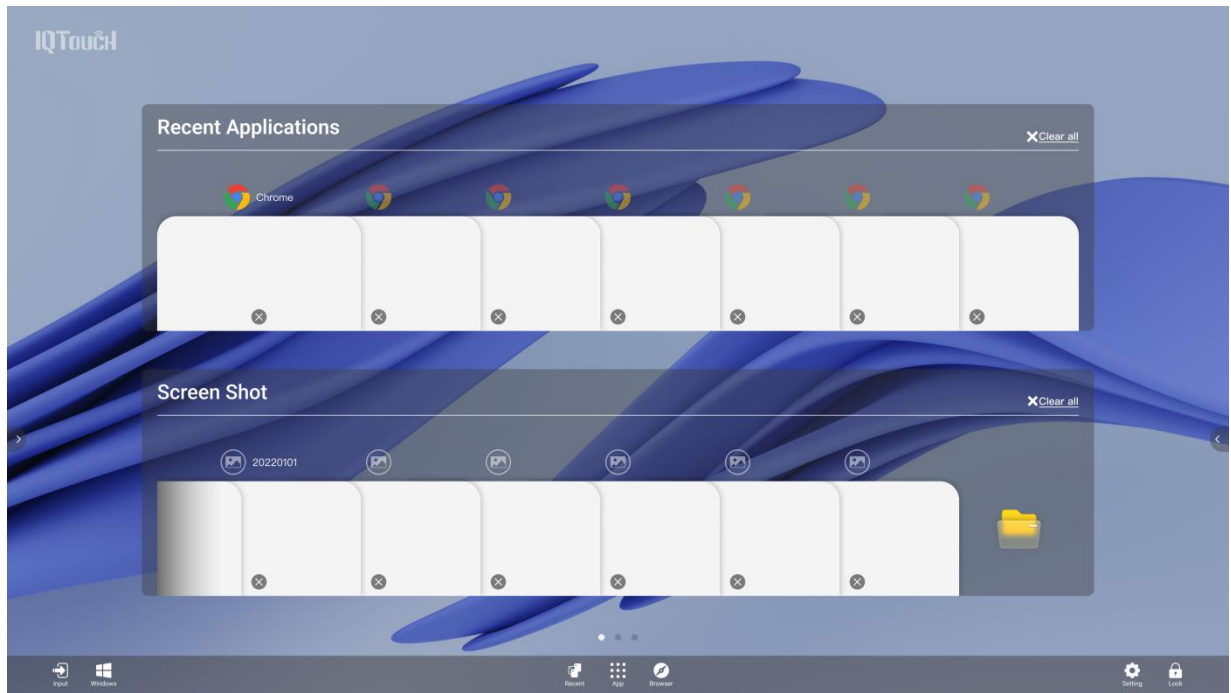 IQTouch
Recent Applications
Clear all
Chrome
Screen Shot
Clear all
20220101
Input
Windows
Recent
App
Browser
Setting
Lock